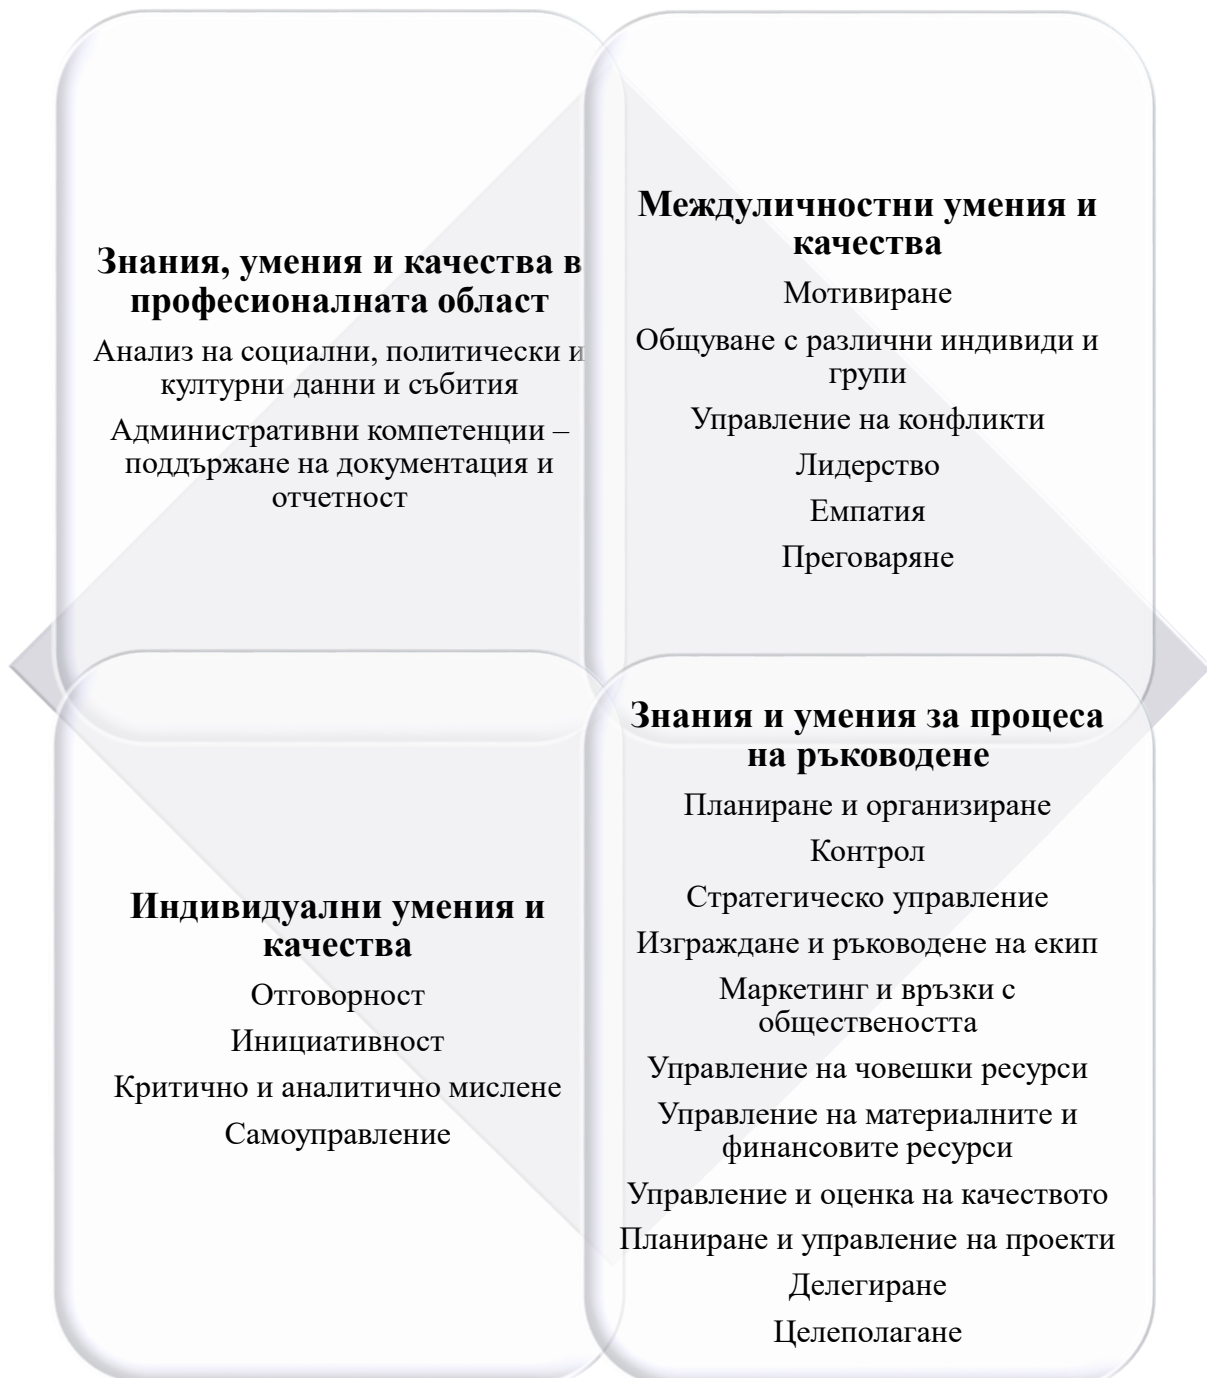 Знания, умения и качества в
професионалната област
Анализ на социални, политически и
културни данни и събития
Административни компетенции –
поддържане на документация и
отчетност
Междуличностни умения и
качества
Мотивиране
Общуване с различни индивиди и
групи
Управление на конфликти
Лидерство
Емпатия
Преговаряне
Индивидуални умения и
качества
Отговорност
Инициативност
Критично и аналитично мислене
Самоуправление
Знания и умения за процеса
на ръководене
Планиране и организиране
Контрол
Стратегическо управление
Изграждане и ръководене на екип
Маркетинг и връзки с
обществеността
Управление на човешки ресурси
Управление на материалните и
финансовите ресурси
Управление и оценка на качеството
Планиране и управление на проекти
Делегиране
Целеполагане